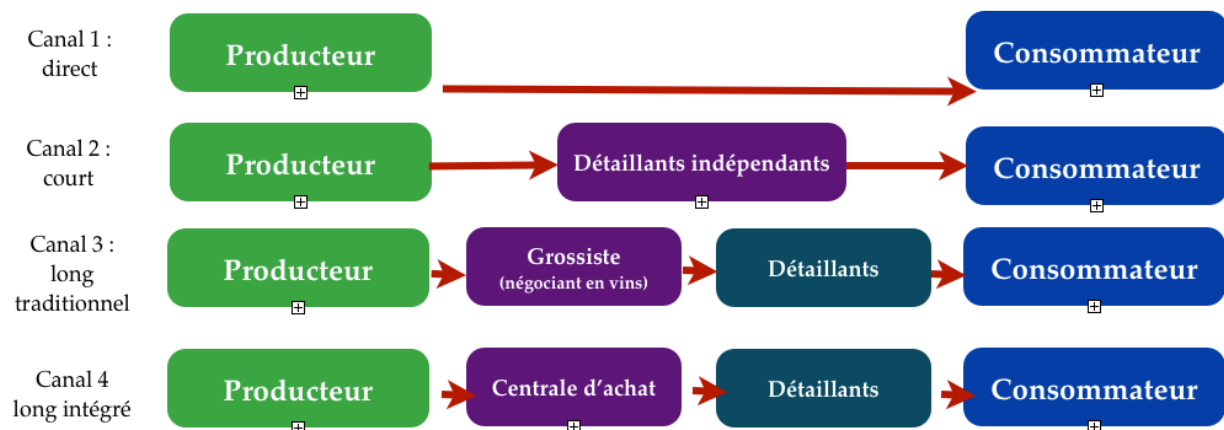 Canal 1 :
direct
Producteur
Consommateur
Canal 2 :
court
Producteur
Détaillants indépendants
Consommateur
Canal 3 :
long
traditionnel
Producteur
Grossiste
(négociant en vins)
Détaillants
Consommateur
Canal 4
long intégré
Producteur
Centrale d’achat
Détaillants
Consommateur